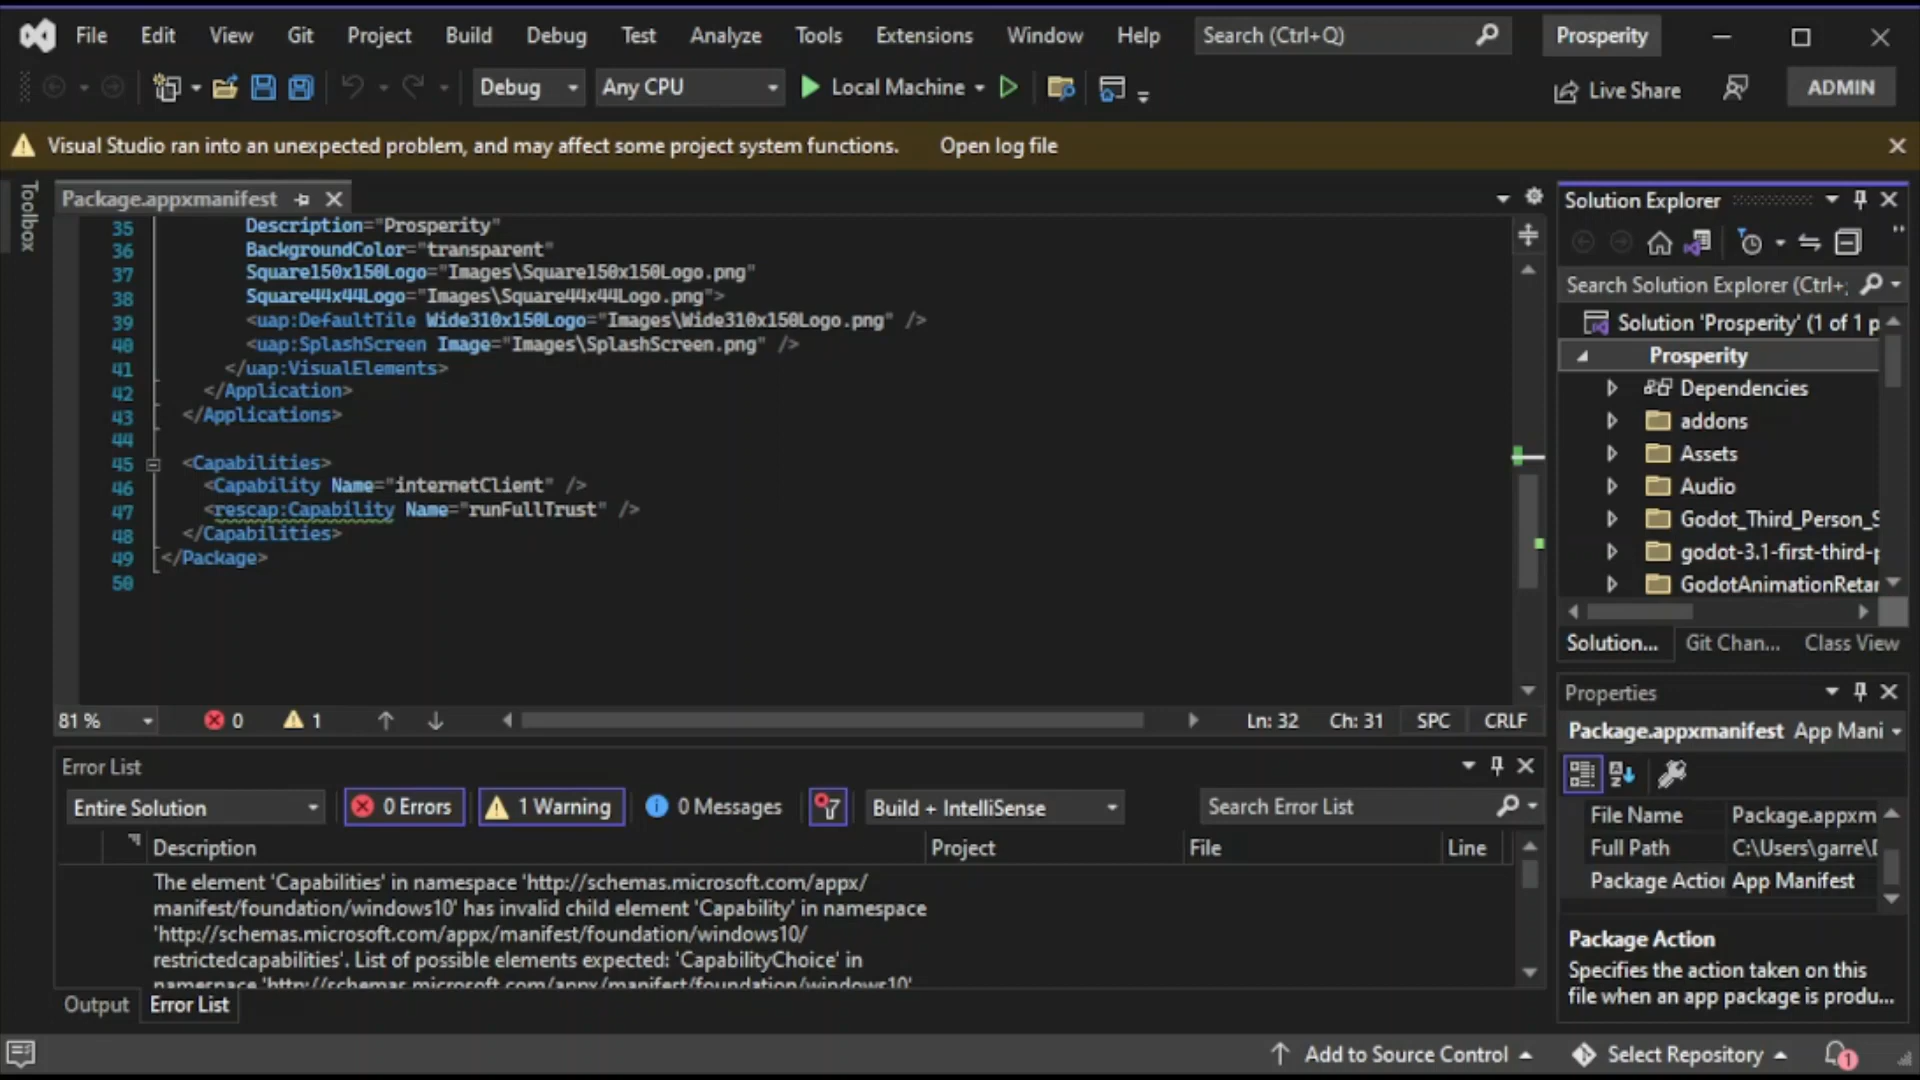 File Edit View Git Project Build Debug Test Analyze Tools Extensions Window Help Search (Ctrl+Q) Prosperity
Debug Any CPU Local Machine Live Share ADMIN
Visual Studio ran into an unexpected problem, and may affect some project system functions. Open log file
Toolbox
Package.appxmanifest
35 Description="Prosperity"
36 BackgroundColor="transparent"
37 Square150x150Logo="Images\Square150x150Logo.png"
38 Square44x44Logo="Images\Square44x44Logo.png">
39 <uap:DefaultTile Wide310x150Logo="Images\Wide310x150Logo.png" />
40 <uap:SplashScreen Image="Images\SplashScreen.png" />
41 </uap:VisualElements>
42 </Application>
43 </Applications>
44
45 <Capabilities>
46 <Capability Name="internetClient" />
47 <rescap:Capability Name="runFullTrust" />
48 </Capabilities>
49 </Package>
50
81 % 0 1 Ln: 32 Ch: 31 SPC CRLF
Error List
Entire Solution 0 Errors 1 Warning 0 Messages Build + IntelliSense Search Error List
Description Project File Line
The element 'Capabilities' in namespace 'http://schemas.microsoft.com/appx/
manifest/foundation/windows10' has invalid child element 'Capability' in namespace
'http://schemas.microsoft.com/appx/manifest/foundation/windows10/
restrictedcapabilities'. List of possible elements expected: 'CapabilityChoice' in
namespace 'http://schemas.microsoft.com/appx/manifest/foundation/windows10'
Output Error List
Solution Explorer
Search Solution Explorer (Ctrl+;
Solution 'Prosperity' (1 of 1 p
Prosperity
Dependencies
addons
Assets
Audio
Godot_Third_Person_S
godot-3.1-first-third-p
GodotAnimationRetar
Solution... Git Chan... Class View
Properties
Package.appxmanifest App Mani
File Name Package.appxm
Full Path C:\Users\garre\D
Package Action App Manifest
Package Action
Specifies the action taken on this
file when an app package is produ...
Add to Source Control Select Repository 1